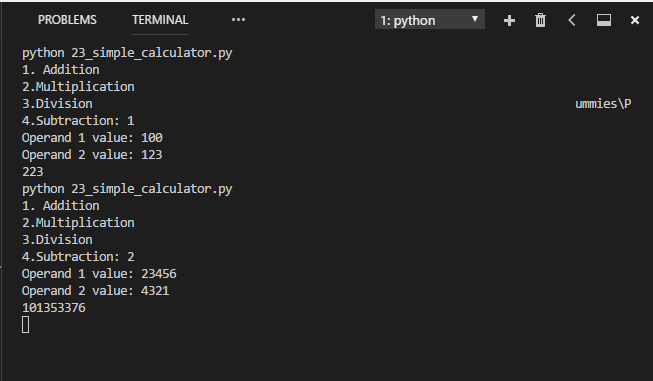 PROBLEMS TERMINAL ••• 1: python
python 23_simple_calculator.py
1. Addition
2.Multiplication
3.Division ummies\P
4.Subtraction: 1
Operand 1 value: 100
Operand 2 value: 123
223
python 23_simple_calculator.py
1. Addition
2.Multiplication
3.Division
4.Subtraction: 2
Operand 1 value: 23456
Operand 2 value: 4321
101353376